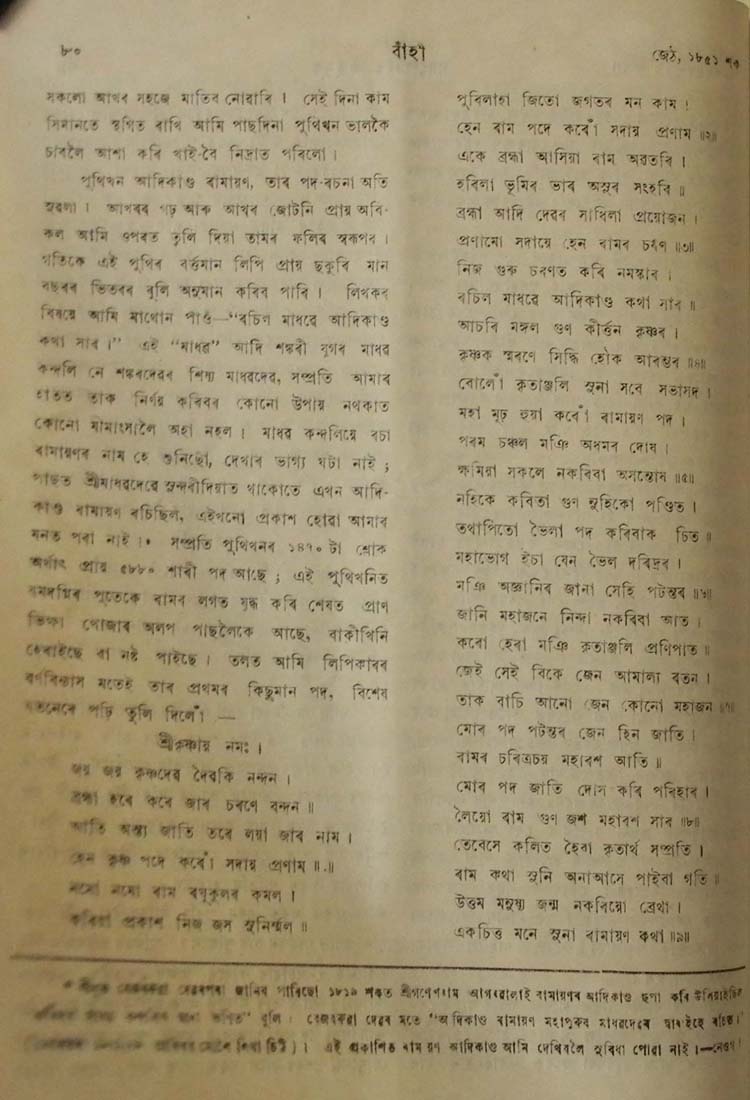 ৮০
বাঁহী
জেঠ, ১৮৫১ শক
সকলো আখৰ সহজে মাতিব নোৱাৰি । সেই দিনা কাম
সিমানতে স্থগিত ৰাখি আমি পাছদিনা পুথিখন ভালকৈ
চাবলৈ আশা কৰি খাই-বৈ নিদ্ৰাত পৰিলো ।
পুথিখন আদিকাণ্ড ৰামায়ণ, তাৰ পদ-ৰচনা অতি
সুৱলা । আখৰৰ গঢ় আৰু আখৰ জোটনি প্ৰায় অবি-
কল আমি ওপৰত তুলি দিয়া তামৰ ফলিৰ স্বৰূপৰ ।
গতিকে এই পুথিৰ বৰ্ত্তমান লিপি প্ৰায় ছকুৰি মান
বছৰৰ ভিতৰৰ বুলি অনুমান কৰিব পাৰি । লিখকৰ
বিষয়ে আমি মাথোন পাওঁ—“ৰচিল মাধৱে আদিকাণ্ড
কথা সাৰ ।” এই “মাধৱ” আদি শঙ্কৰী যুগৰ মাধৱ
কন্দলি নে শঙ্কৰদেৱৰ শিষ্য মাধৱদেৱ, সম্প্ৰতি আমাৰ
হাতত তাক নিৰ্ণয় কৰিবৰ কোনো উপায় নথকাত
কোনো মীমাংসালৈ অহা নহল । মাধৱ কন্দলিয়ে ৰচা
ৰামায়ণৰ নাম হে শুনিছো, দেখাৰ ভাগ্য ঘটা নাই ;
পাছত শ্ৰীমাধৱদেৱে সুন্দৰীদিয়াত থাকোতে এখন আদি-
কাণ্ড ৰামায়ণ ৰচিছিল, এইখনো প্ৰকাশ হোৱা আমাৰ
মনত পৰা নাই ।* সম্প্ৰতি পুথিখনৰ ১৪৭০ টা শ্লোক
অৰ্থাৎ প্ৰায় ৫৮৮০ শাৰী পদ আছে ; এই পুথিখনিত
যমদগ্নিৰ পুতেকে ৰামৰ লগত যুদ্ধ কৰি শেষত প্ৰাণ
ভিক্ষা খোজাৰ অলপ পাছলৈকে আছে, বাকীখিনি
হেৰাইছে বা নষ্ট পাইছে । তলত আমি লিপিকাৰৰ
বৰ্ণবিন্যাস মতেই তাৰ প্ৰথমৰ কিছুমান পদ, বিশেষ
যতনেৰে পঢ়ি তুলি দিলোঁ —
শ্ৰীকৃষ্ণায় নমঃ ।
জয় জয় কৃষ্ণদেৱ দৈৱকি নন্দন ।
ব্ৰহ্মা হৰে কৰে জাৰ চৰণে বন্দন ॥
আতি অন্ত্য জাতি তৰে লয়া জাৰ নাম ।
হেন কৃষ্ণ পদে কৰোঁ সদায় প্ৰণাম ॥১॥
নমো নমো ৰাম ৰঘুকুলৰ কমল ।
কৰিয়া প্ৰকাশ নিজ জস সুনিৰ্ম্মল ॥
পুৰিলাহা জিতো জগতৰ মন কাম ।
হেন ৰাম পদে কৰোঁ সদায় প্ৰণাম ॥২॥
একে ব্ৰহ্মা আসিয়া ৰাম অৱতৰি ।
হৰিলা ভূমিৰ ভাৰ অসুৰ সংহৰি ॥
ব্ৰহ্মা আদি দেৱৰ সাধিলা প্ৰয়োজন ।
প্ৰণামো সদায়ে হেন ৰামৰ চৰণ ॥৩॥
নিজ গুৰু চৰণত কৰি নমস্কাৰ ।
ৰচিল মাধৱে আদিকাণ্ড কথা সাৰ ॥
আচৰি মঙ্গল গুণ কীৰ্ত্তন কৃষ্ণৰ ।
কৃষ্ণক স্মৰণে সিদ্ধি হৌক আৰম্ভৰ ॥৪॥
বোলোঁ কৃতাঞ্জলি সুনা সবে সভাসদ ।
মহা মূঢ় হুয়া কৰোঁ ৰামায়ণ পদ ।
পৰম চঞ্চল মঞি অধমৰ দোষ ।
ক্ষমিয়া সকলে নকৰিবা অসন্তোষ ॥৫॥
নহিকে কবিতা গুণ নুহিকো পণ্ডিত ।
তথাপিতো ভৈলা পদ কৰিবাক চিত ॥
মহাভোগ ইচা যেন ভৈল দৰিদ্ৰৰ ।
মঞি অজ্ঞানিৰ জানা সেহি পটন্তৰ ॥৬॥
জানি মহাজনে নিন্দা নকৰিবা আত ।
কৰো হেৰা মঞি কৃতাঞ্জলি প্ৰণিপাত ॥
জেই সেই বিকে জেন আমাল্য ৰতন ।
তাক বাচি আনো জেন কোনো মহাজন ॥৭॥
মোৰ পদ পটন্তৰ জেন হিন জাতি ।
ৰামৰ চৰিত্ৰচয় মহাৰশ আতি ॥
মোৰ পদ জাতি দোস কৰি পৰিহাৰ ।
লৈয়ো ৰাম গুণ জশ মহাৰশ সাৰ ॥৮॥
তেবেসে কলিত হৈবা কৃতাৰ্থ সম্প্ৰতি ।
ৰাম কথা সুনি অনাআসে পাইবা গতি ॥
উত্তম মনুষ্য জন্ম নকৰিয়ো ব্ৰেথা ।
একচিত্ত মনে সুনা ৰামায়ণ কথা ॥৯॥
জানিব পাৰিছো ১৮১৯ শকত শ্ৰীগণেশৰাম আগৰৱালাই ৰামায়ণৰ আদিকাণ্ড ছপা কৰি উলিয়াইছিল
বুলি । বেজবৰুৱা দেৱৰ মতে “আদিকাণ্ড ৰামায়ণ মহাপুৰুষ মাধৱদেৱৰ দ্বাৰাইহে ৰচিত ।”
এই প্ৰকাশিত ৰামায়ণ আদিকাণ্ড আমি দেখিবলৈ সুবিধা পোৱা নাই ।—নেওগ